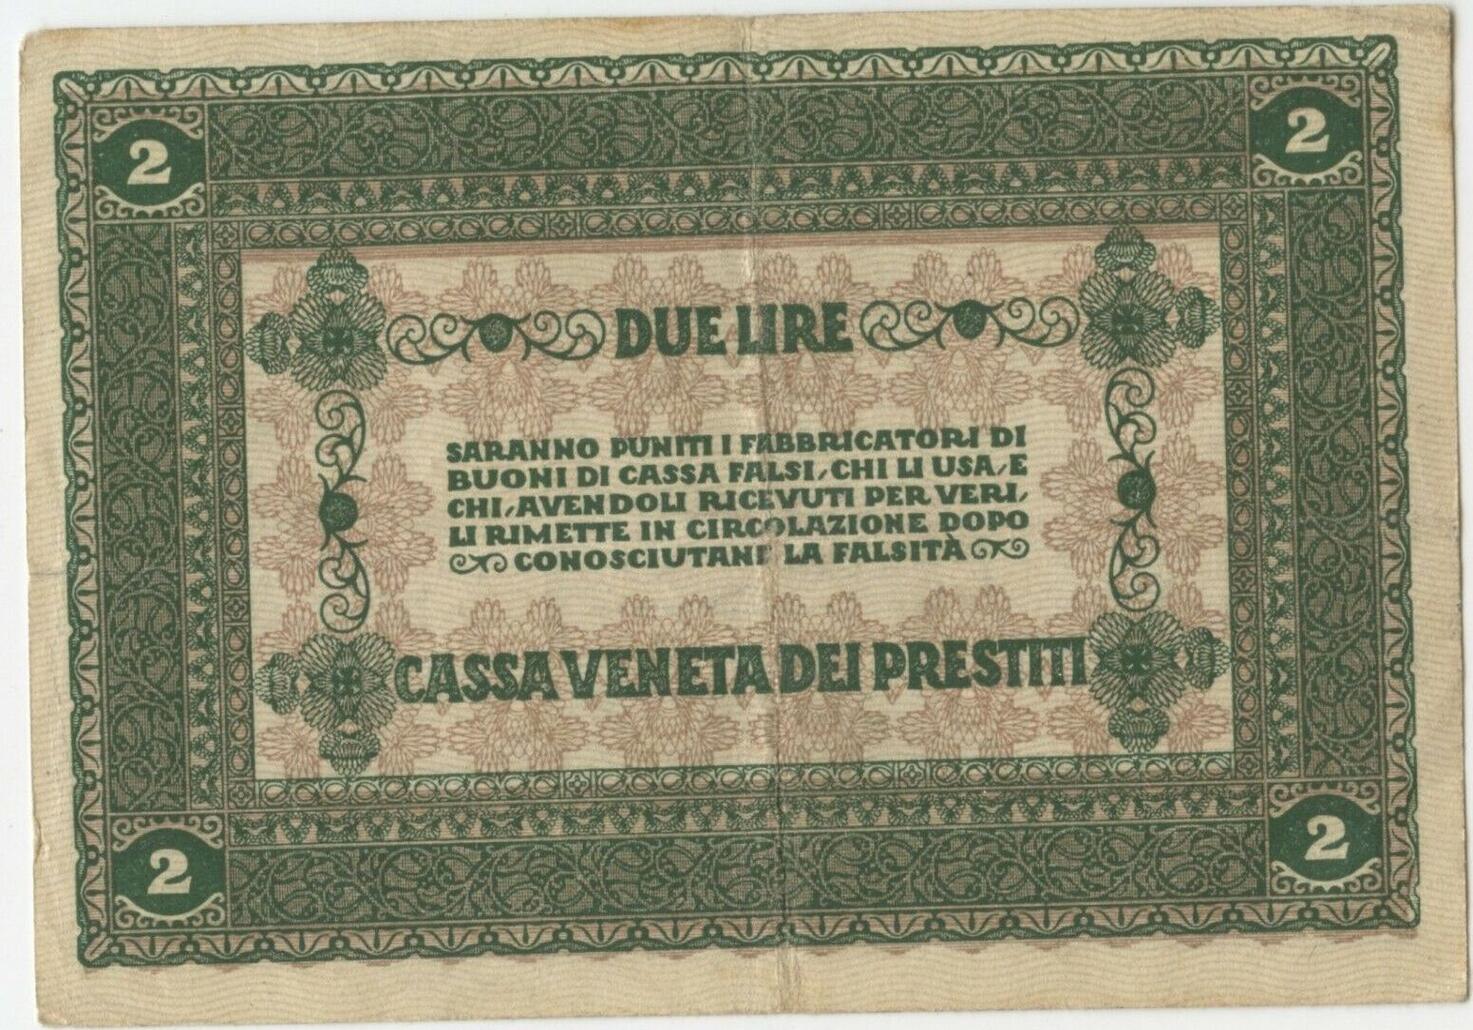 2
2
DUE LIRE
SARANNO PUNITI I FABBRICATORI DI
BUONI DI CASSA FALSI, CHI LI USA, E
CHI, AVENDOLI RICEVUTI PER VERI,
LI RIMETTE IN CIRCOLAZIONE DOPO
CONOSCIUTANE LA FALSITÀ
CASSA VENETA DEI PRESTITI
2
2